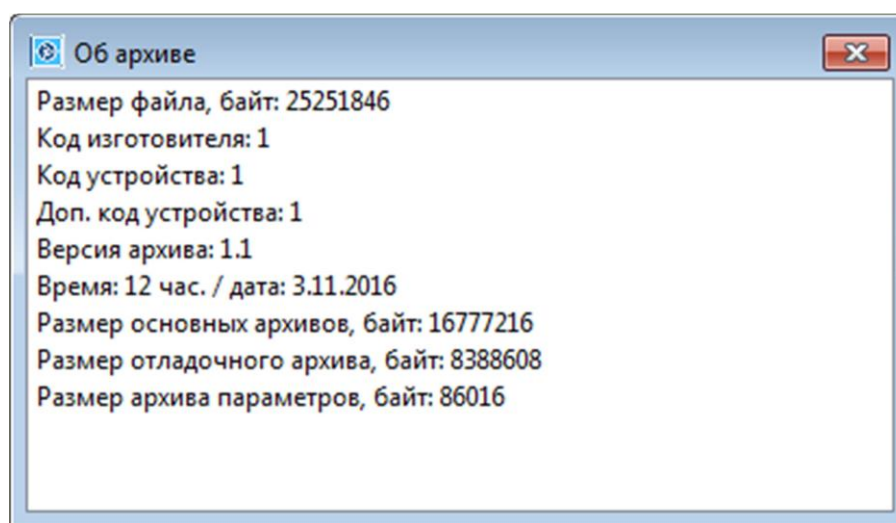 Об архиве
Размер файла, байт: 25251846
Код изготовителя: 1
Код устройства: 1
Доп. код устройства: 1
Версия архива: 1.1
Время: 12 час. / дата: 3.11.2016
Размер основных архивов, байт: 16777216
Размер отладочного архива, байт: 8388608
Размер архива параметров, байт: 86016